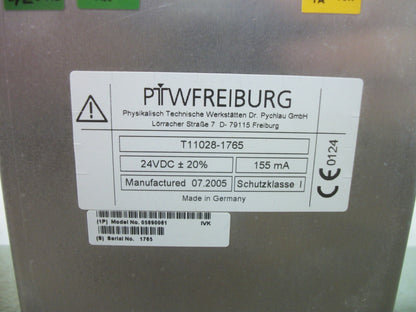 PTWFREIBURG
Physikalisch Technische Werkstätten Dr. Pychlau GmbH
Lörracher Straße 7 D- 79115 Freiburg
T11028-1765
24VDC ± 20% 155 mA
Manufactured 07.2005 Schutzklasse I
Made in Germany
CE 0124
(1P) Model No. 05890061 IVK
(S) Serial No. 1765